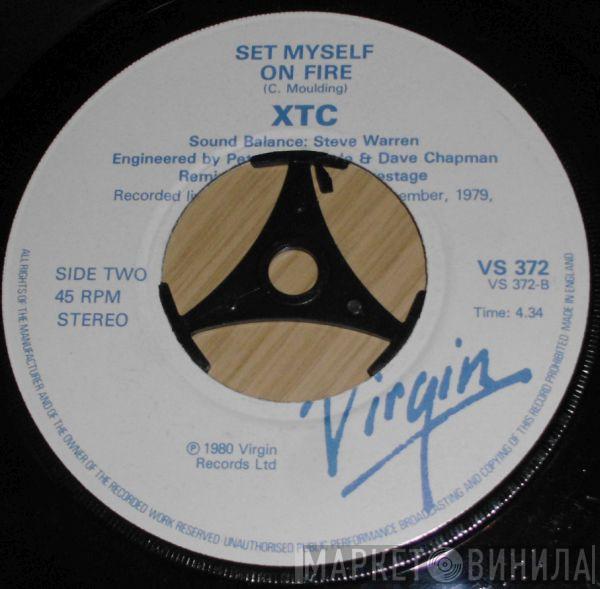 SET MYSELF
ON FIRE
(C. Moulding)
XTC
Sound Balance: Steve Warren
Engineered by & Dave Chapman
Recorded 1979,
SIDE TWO
45 RPM
STEREO
VS 372
VS 372-B
Time: 4.34
Virgin
℗ 1980 Virgin
Records Ltd
ALL RIGHTS OF THE MANUFACTURER AND OF THE OWNER OF THE RECORDED WORK RESERVED · UNAUTHORISED PUBLIC PERFORMANCE BROADCASTING AND COPYING OF THIS RECORD PROHIBITED MADE IN ENGLAND
МАРКЕТ ВИНИЛА